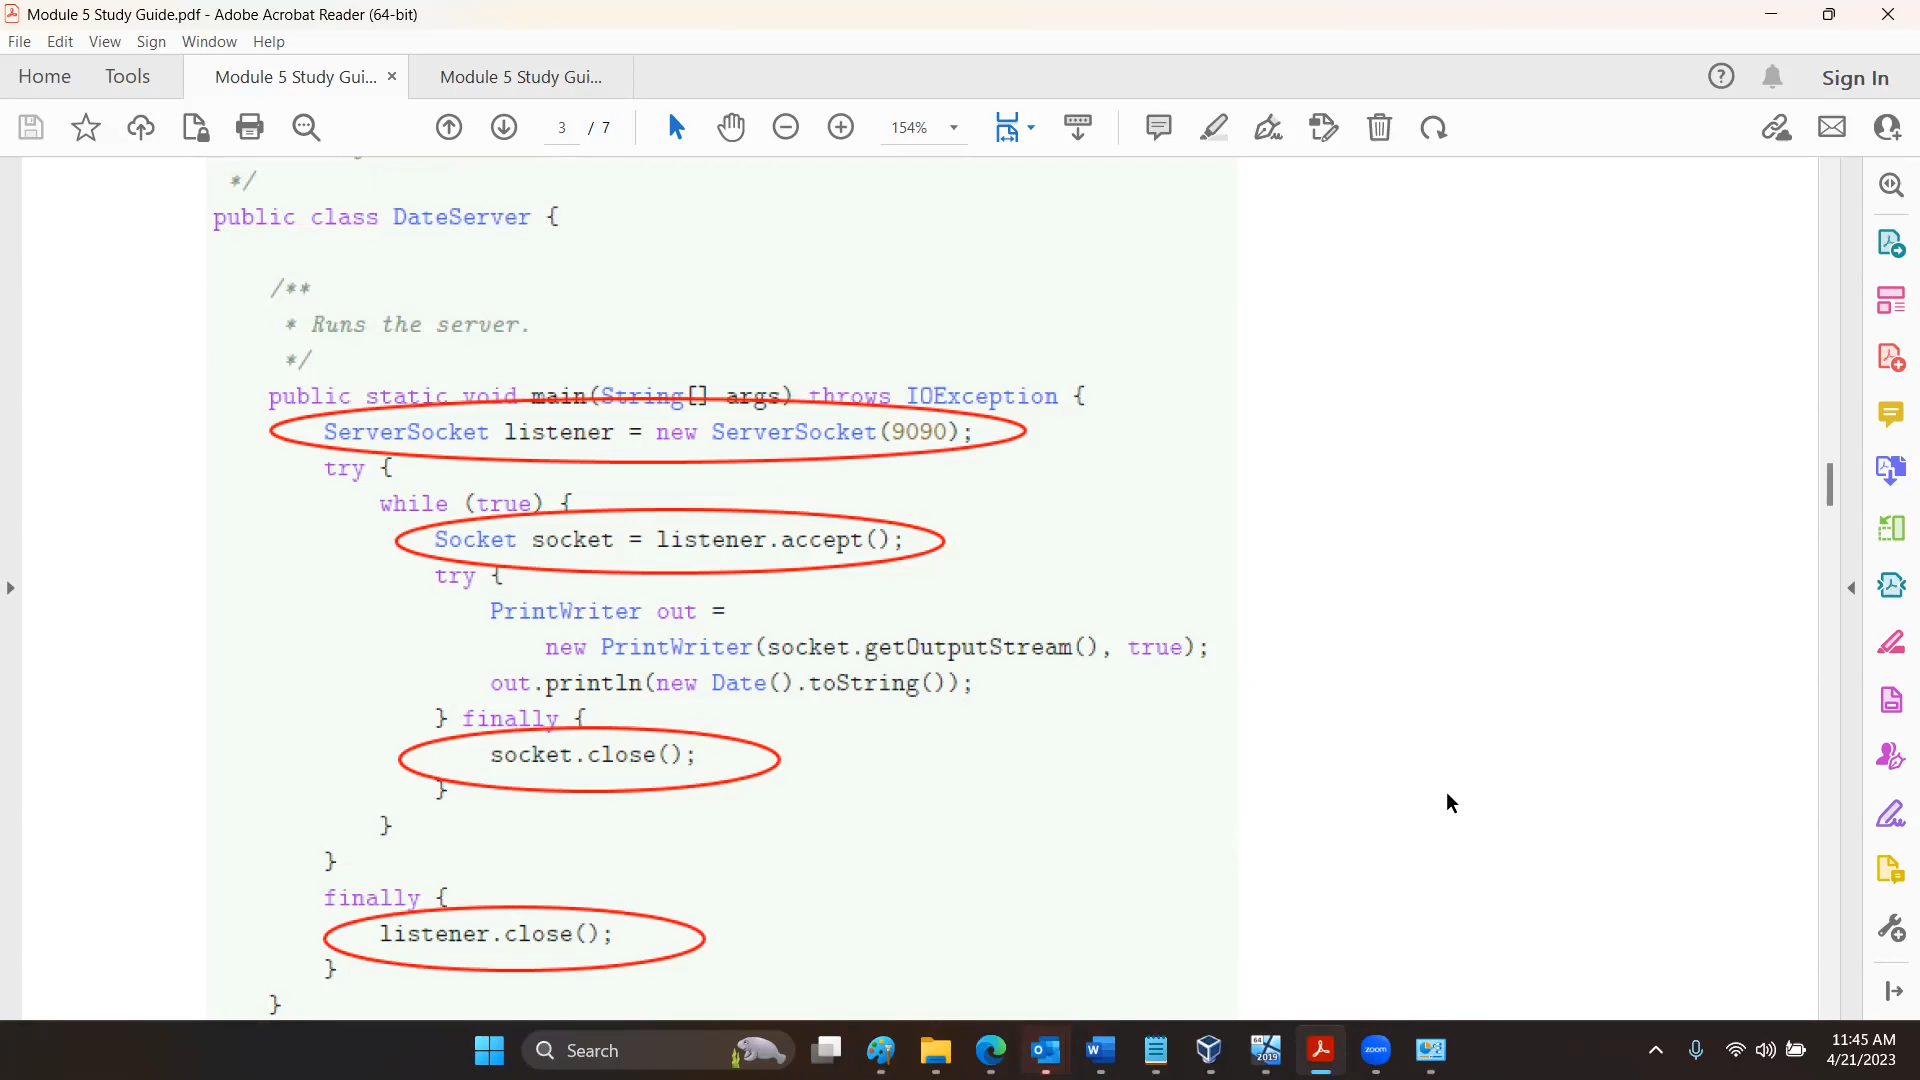 Module 5 Study Guide.pdf - Adobe Acrobat Reader (64-bit)
File Edit View Sign Window Help
Home Tools Module 5 Study Gui... × Module 5 Study Gui... Sign In
3 / 7 154%
*/
public class DateServer {
/**
* Runs the server.
*/
public static void main(String[] args) throws IOException {
ServerSocket listener = new ServerSocket(9090);
try {
while (true) {
Socket socket = listener.accept();
try {
PrintWriter out =
new PrintWriter(socket.getOutputStream(), true);
out.println(new Date().toString());
} finally {
socket.close();
}
}
}
finally {
listener.close();
}
}
Search
64
2019
zoom
11:45 AM
4/21/2023